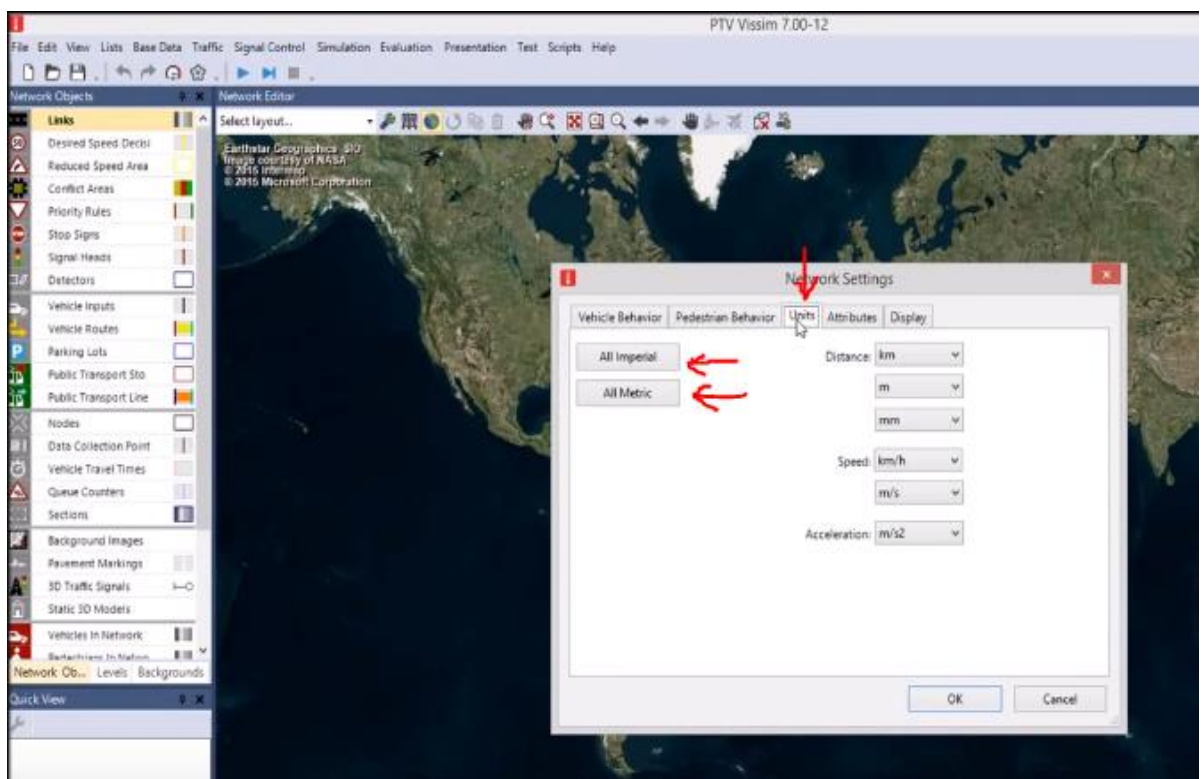 PTV Vissim 7.00-12
File Edit View Lists Base Data Traffic Signal Control Simulation Evaluation Presentation Test Scripts Help
Network Objects
Network Editor
Links
Select layout...
Desired Speed Decisi
Reduced Speed Area
Conflict Areas
Priority Rules
Stop Signs
Signal Heads
Detectors
Vehicle Inputs
Vehicle Routes
Parking Lots
Public Transport Sto
Public Transport Line
Nodes
Data Collection Point
Vehicle Travel Times
Queue Counters
Sections
Background Images
Pavement Markings
3D Traffic Signals
Static 3D Models
Vehicles In Network
Network Ob... Levels Backgrounds
Quick View
Earthstar Geographics SIO
Image courtesy of NASA
© 2015 Intermap
© 2015 Microsoft Corporation
Network Settings
Vehicle Behavior Pedestrian Behavior Units Attributes Display
All Imperial
All Metric
Distance: km
m
mm
Speed: km/h
m/s
Acceleration: m/s2
OK Cancel